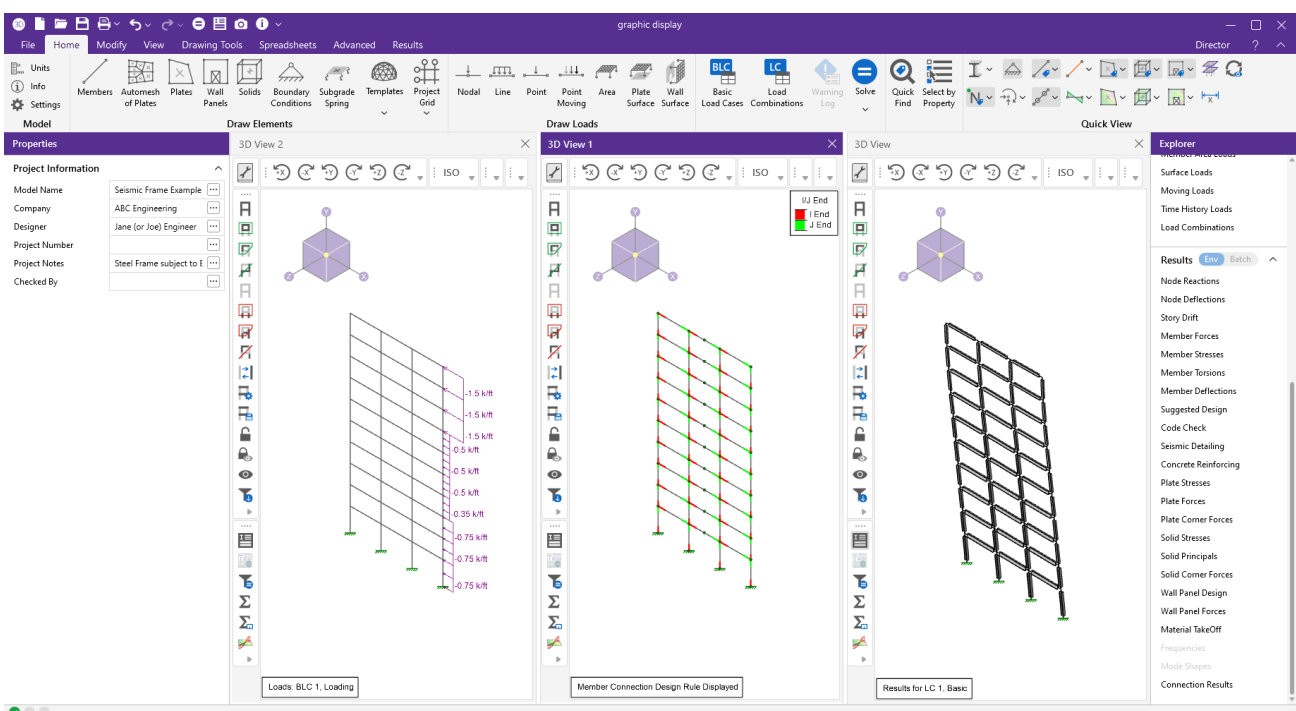 3D
graphic display
File Home Modify View Drawing Tools Spreadsheets Advanced Results Director ?
Units
Info
Settings
Members Automesh of Plates Plates Wall Panels Solids Boundary Conditions Subgrade Spring Templates Project Grid
Nodal Line Point Point Moving Area Plate Surface Wall Surface
BLC Basic Load Cases
LC Load Combinations
Warning Log
Solve
Quick Find
Select by Property
Model Draw Elements Draw Loads Quick View
Properties
Project Information
Model Name Seismic Frame Example ...
Company ABC Engineering ...
Designer Jane (or Joe) Engineer ...
Project Number ...
Project Notes Steel Frame subject to E ...
Checked By ...
3D View 2
+X -X +Y -Y +Z -Z ISO
Y
Z X
-1.5 k/ft
-1.5 k/ft
-1.5 k/ft
-0.5 k/ft
-0.5 k/ft
-0.5 k/ft
-0.35 k/ft
-0.75 k/ft
-0.75 k/ft
-0.75 k/ft
Loads: BLC 1, Loading
3D View 1
+X -X +Y -Y +Z -Z ISO
I/J End
I End
J End
Y
Z X
Member Connection Design Rule Displayed
3D View
+X -X +Y -Y +Z -Z ISO
Y
Z X
Results for LC 1, Basic
Explorer
Member Area Loads
Surface Loads
Moving Loads
Time History Loads
Load Combinations
Results Env Batch
Node Reactions
Node Deflections
Story Drift
Member Forces
Member Stresses
Member Torsions
Member Deflections
Suggested Design
Code Check
Seismic Detailing
Concrete Reinforcing
Plate Stresses
Plate Forces
Plate Corner Forces
Solid Stresses
Solid Principals
Solid Corner Forces
Wall Panel Design
Wall Panel Forces
Material TakeOff
Frequencies
Mode Shapes
Connection Results